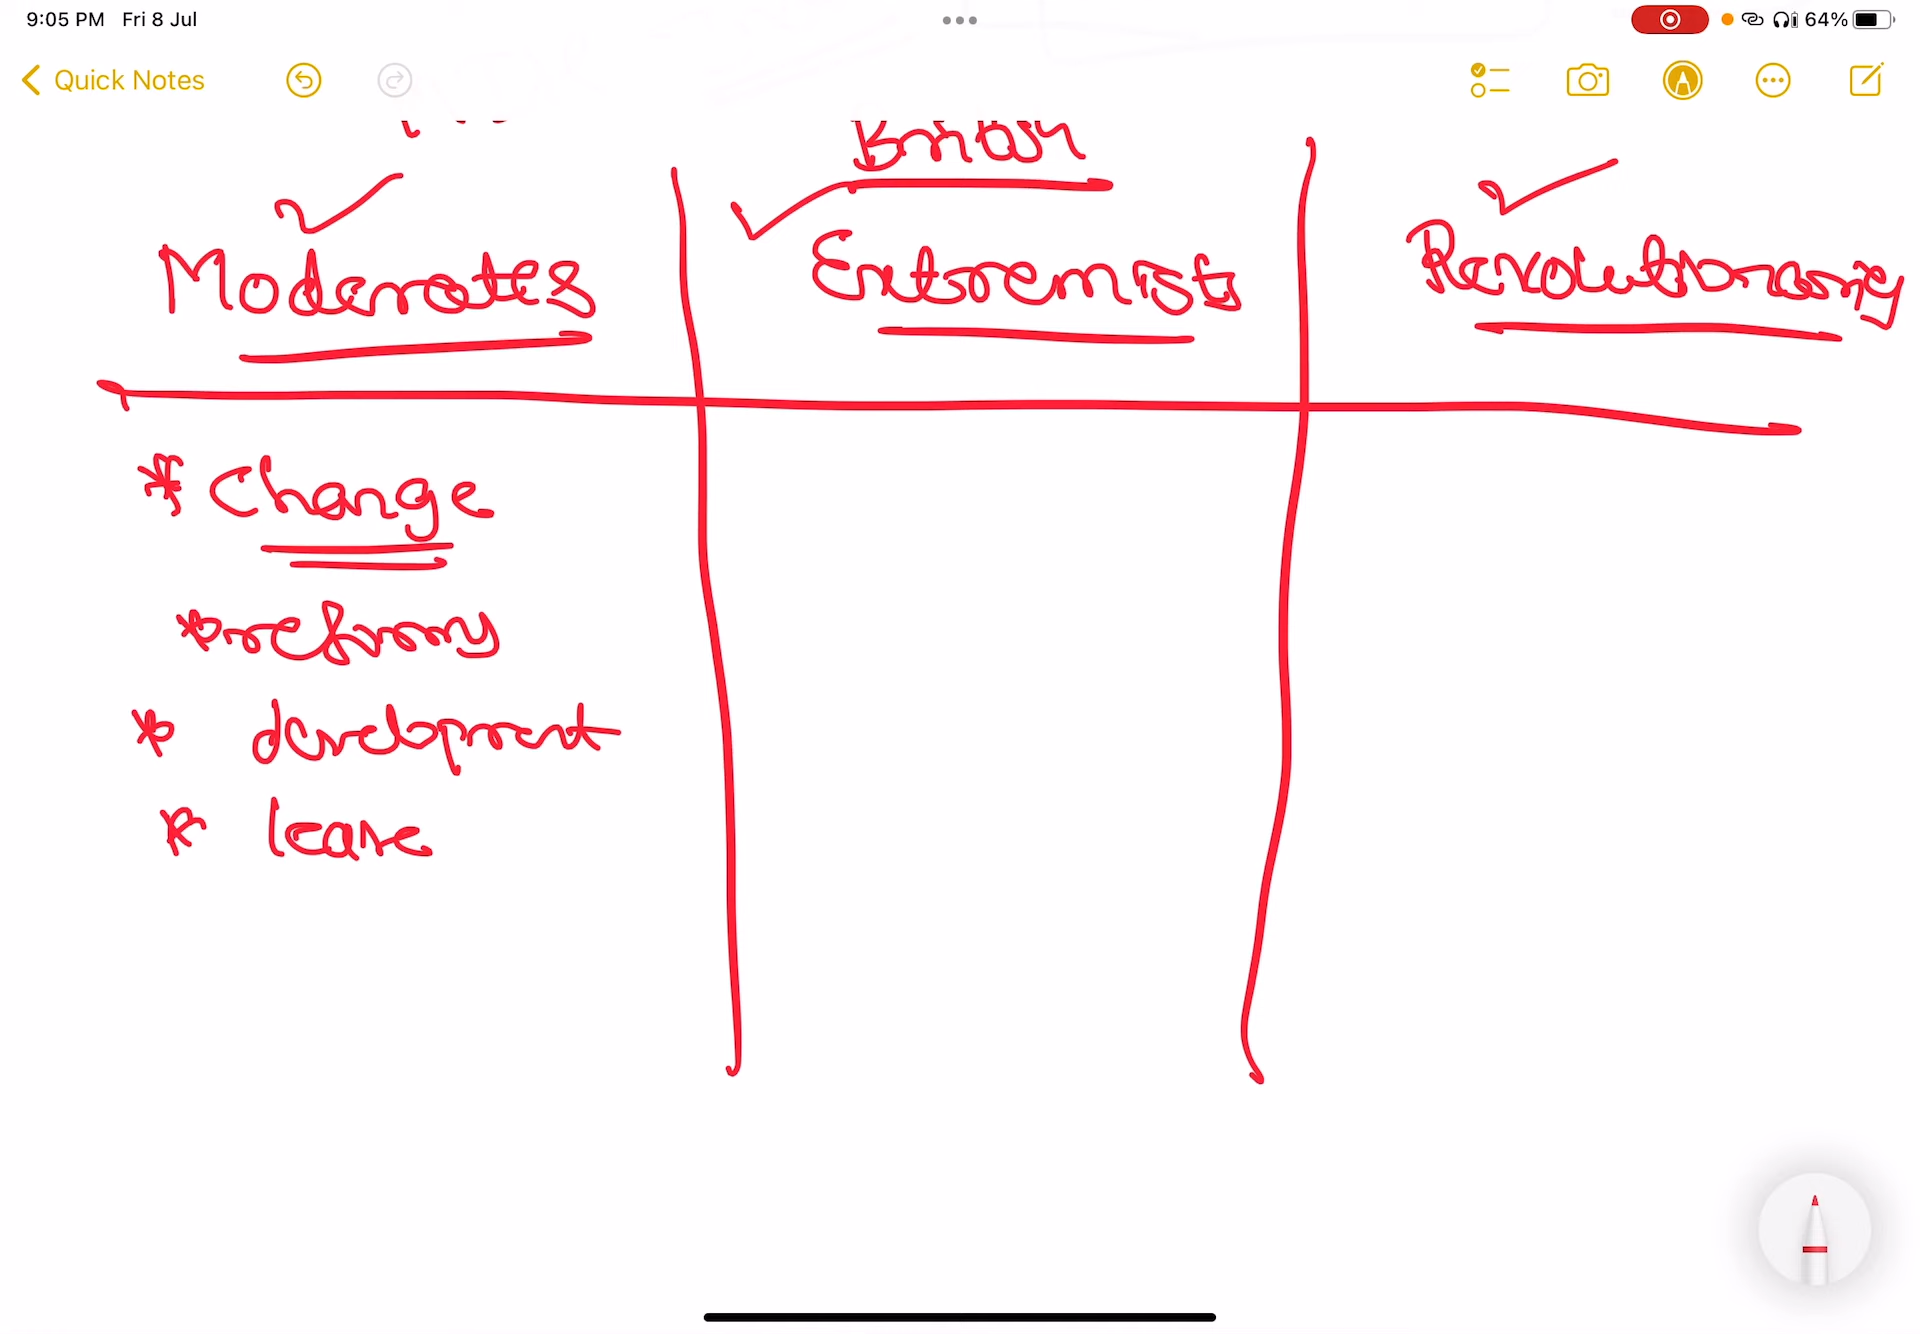 9:05 PM Fri 8 Jul
64%
Quick Notes
British
Moderates
Extremists
Revolutionary
* Change
* reforms
* development
* leave